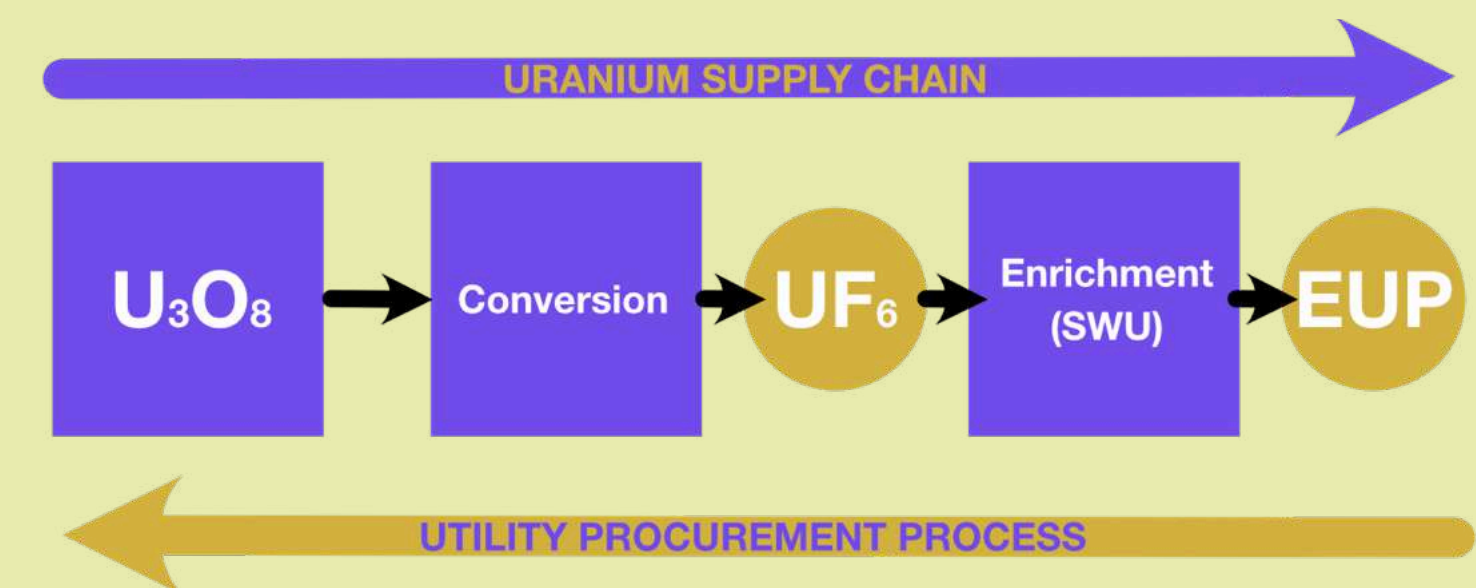 URANIUM SUPPLY CHAIN
U₃O₈
Conversion
UF₆
Enrichment
(SWU)
EUP
UTILITY PROCUREMENT PROCESS